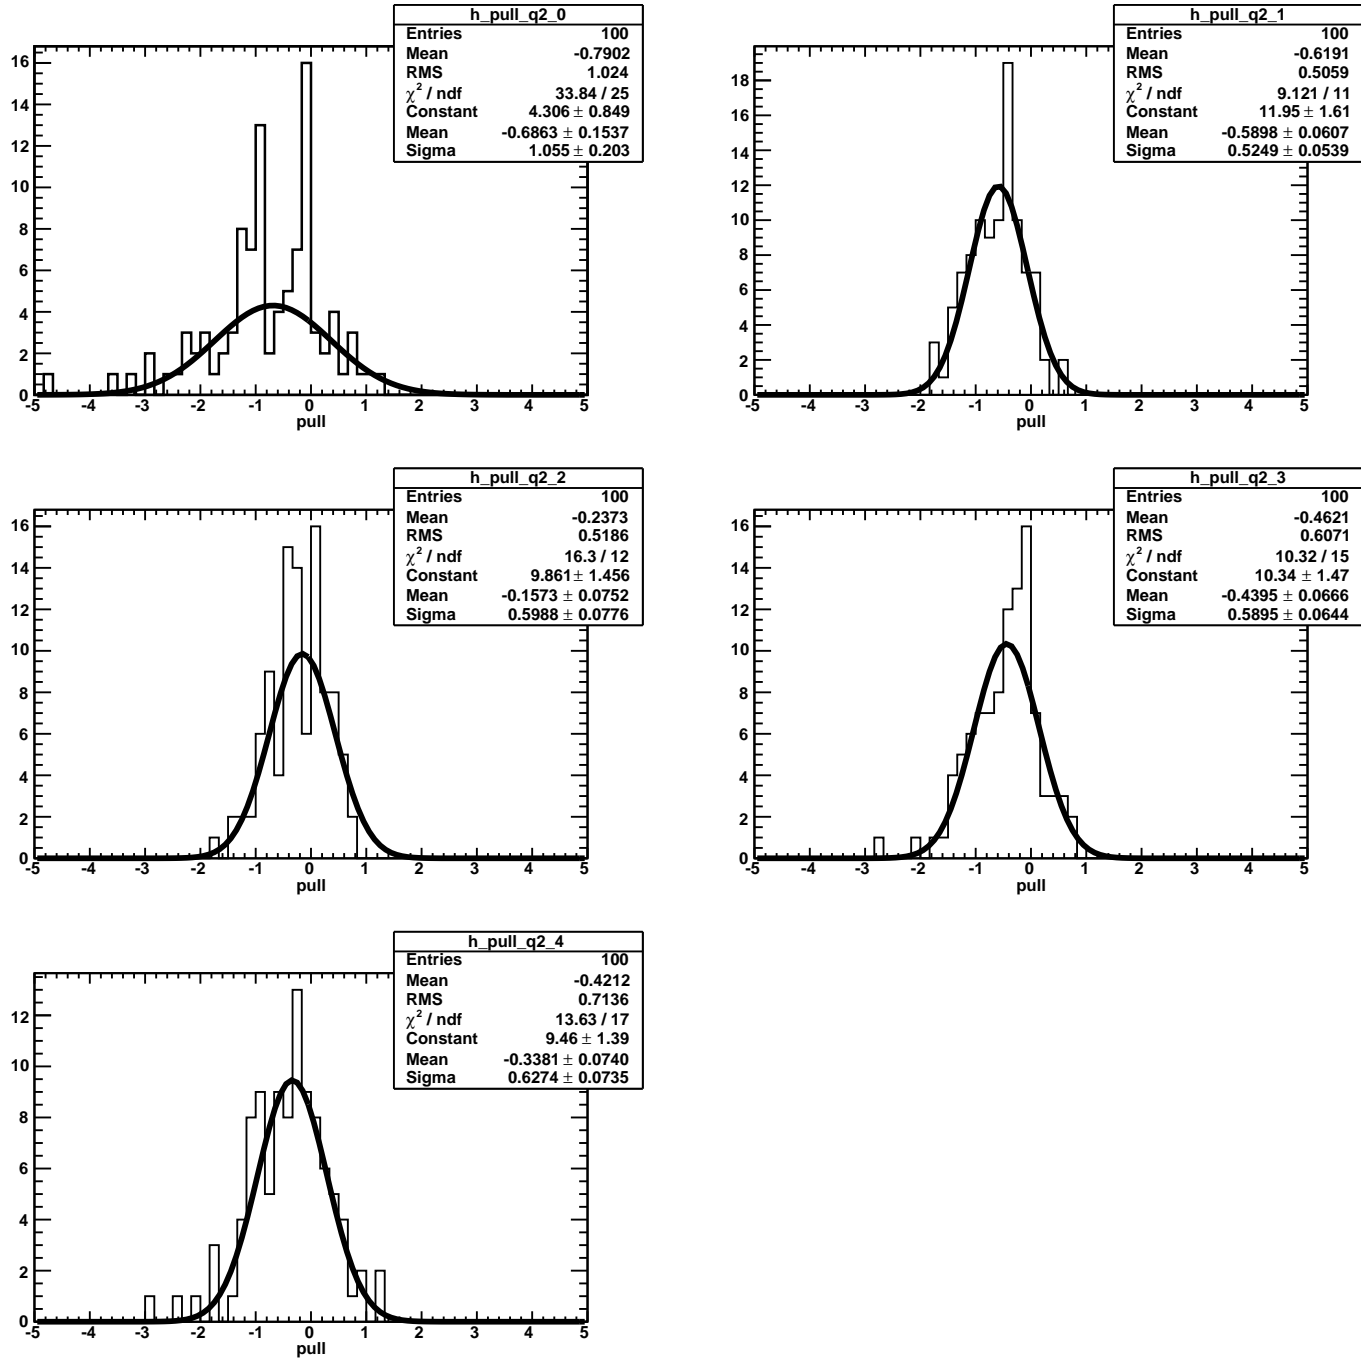 h_pull_q2_0
Entries 100
Mean -0.7902
RMS 1.024
χ² / ndf 33.84 / 25
Constant 4.306 ± 0.849
Mean -0.6863 ± 0.1537
Sigma 1.055 ± 0.203
16
14
12
10
8
6
4
2
0
-5 -4 -3 -2 -1 0 1 2 3 4 5
pull
h_pull_q2_1
Entries 100
Mean -0.6191
RMS 0.5059
χ² / ndf 9.121 / 11
Constant 11.95 ± 1.61
Mean -0.5898 ± 0.0607
Sigma 0.5249 ± 0.0539
18
16
14
12
10
8
6
4
2
0
-5 -4 -3 -2 -1 0 1 2 3 4 5
pull
h_pull_q2_2
Entries 100
Mean -0.2373
RMS 0.5186
χ² / ndf 16.3 / 12
Constant 9.861 ± 1.456
Mean -0.1573 ± 0.0752
Sigma 0.5988 ± 0.0776
16
14
12
10
8
6
4
2
0
-5 -4 -3 -2 -1 0 1 2 3 4 5
pull
h_pull_q2_3
Entries 100
Mean -0.4621
RMS 0.6071
χ² / ndf 10.32 / 15
Constant 10.34 ± 1.47
Mean -0.4395 ± 0.0666
Sigma 0.5895 ± 0.0644
16
14
12
10
8
6
4
2
0
-5 -4 -3 -2 -1 0 1 2 3 4 5
pull
h_pull_q2_4
Entries 100
Mean -0.4212
RMS 0.7136
χ² / ndf 13.63 / 17
Constant 9.46 ± 1.39
Mean -0.3381 ± 0.0740
Sigma 0.6274 ± 0.0735
12
10
8
6
4
2
0
-5 -4 -3 -2 -1 0 1 2 3 4 5
pull